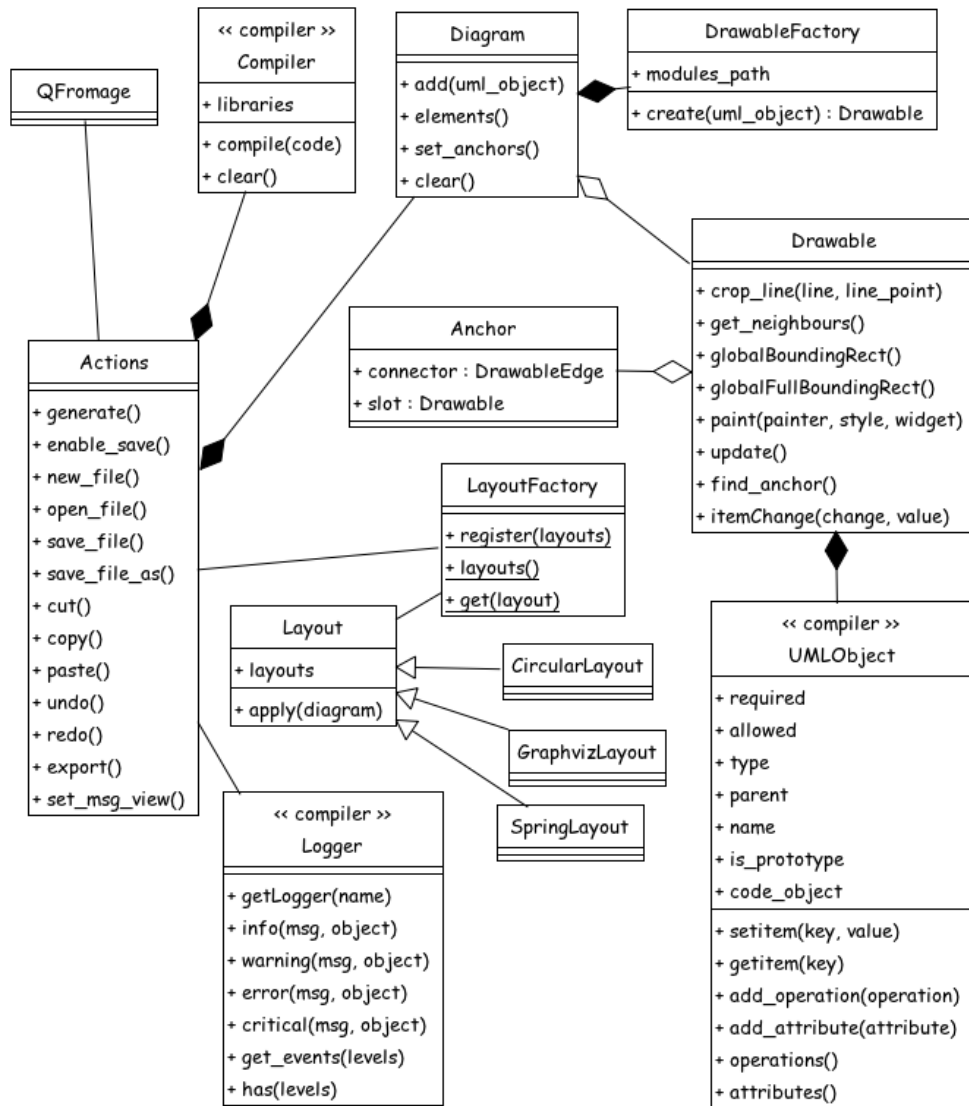 QFromage
<< compiler >>
Compiler
+ libraries
+ compile(code)
+ clear()
Diagram
+ add(uml_object)
+ elements()
+ set_anchors()
+ clear()
DrawableFactory
+ modules_path
+ create(uml_object) : Drawable
Drawable
+ crop_line(line, line_point)
+ get_neighbours()
+ globalBoundingRect()
+ globalFullBoundingRect()
+ paint(painter, style, widget)
+ update()
+ find_anchor()
+ itemChange(change, value)
Anchor
+ connector : DrawableEdge
+ slot : Drawable
Actions
+ generate()
+ enable_save()
+ new_file()
+ open_file()
+ save_file()
+ save_file_as()
+ cut()
+ copy()
+ paste()
+ undo()
+ redo()
+ export()
+ set_msg_view()
LayoutFactory
+ register(layouts)
+ layouts()
+ get(layout)
Layout
+ layouts
+ apply(diagram)
CircularLayout
GraphvizLayout
SpringLayout
<< compiler >>
Logger
+ getLogger(name)
+ info(msg, object)
+ warning(msg, object)
+ error(msg, object)
+ critical(msg, object)
+ get_events(levels)
+ has(levels)
<< compiler >>
UMLObject
+ required
+ allowed
+ type
+ parent
+ name
+ is_prototype
+ code_object
+ setitem(key, value)
+ getitem(key)
+ add_operation(operation)
+ add_attribute(attribute)
+ operations()
+ attributes()